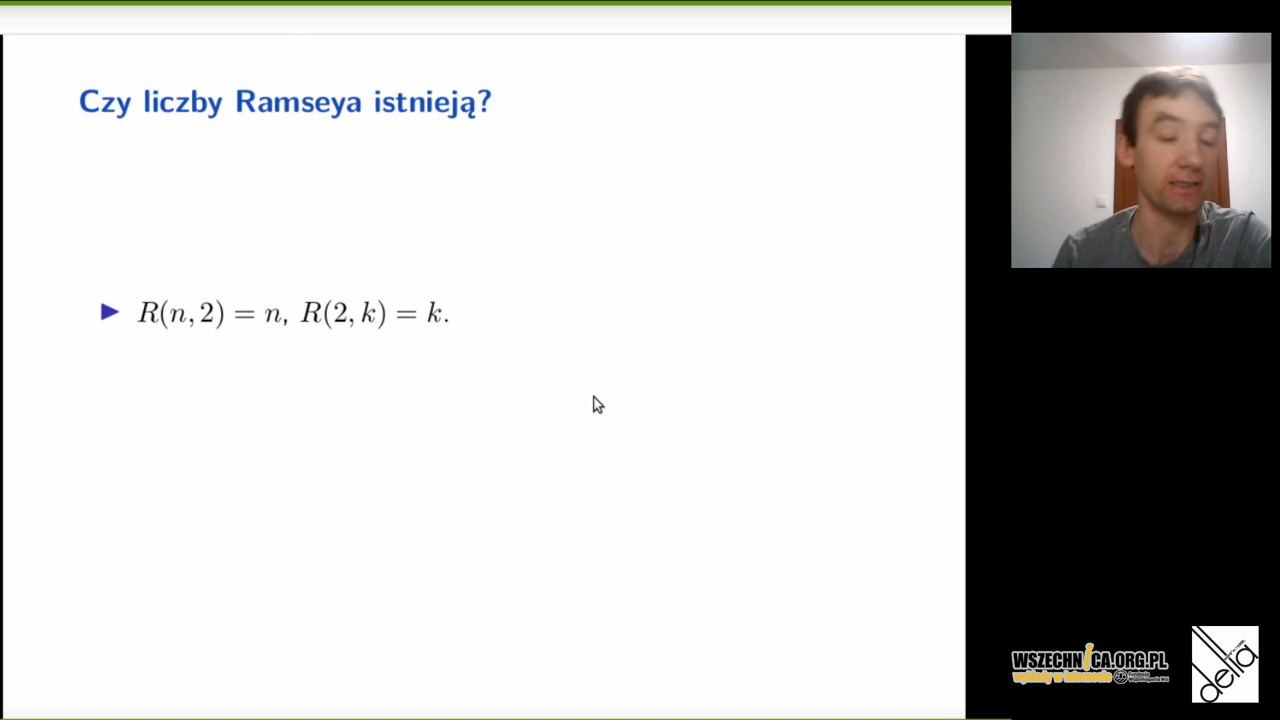 Czy liczby Ramseya istnieją?
▶ R(n, 2) = n, R(2, k) = k.
WSZECHNICA.ORG.PL
wykłady w internecie
delta